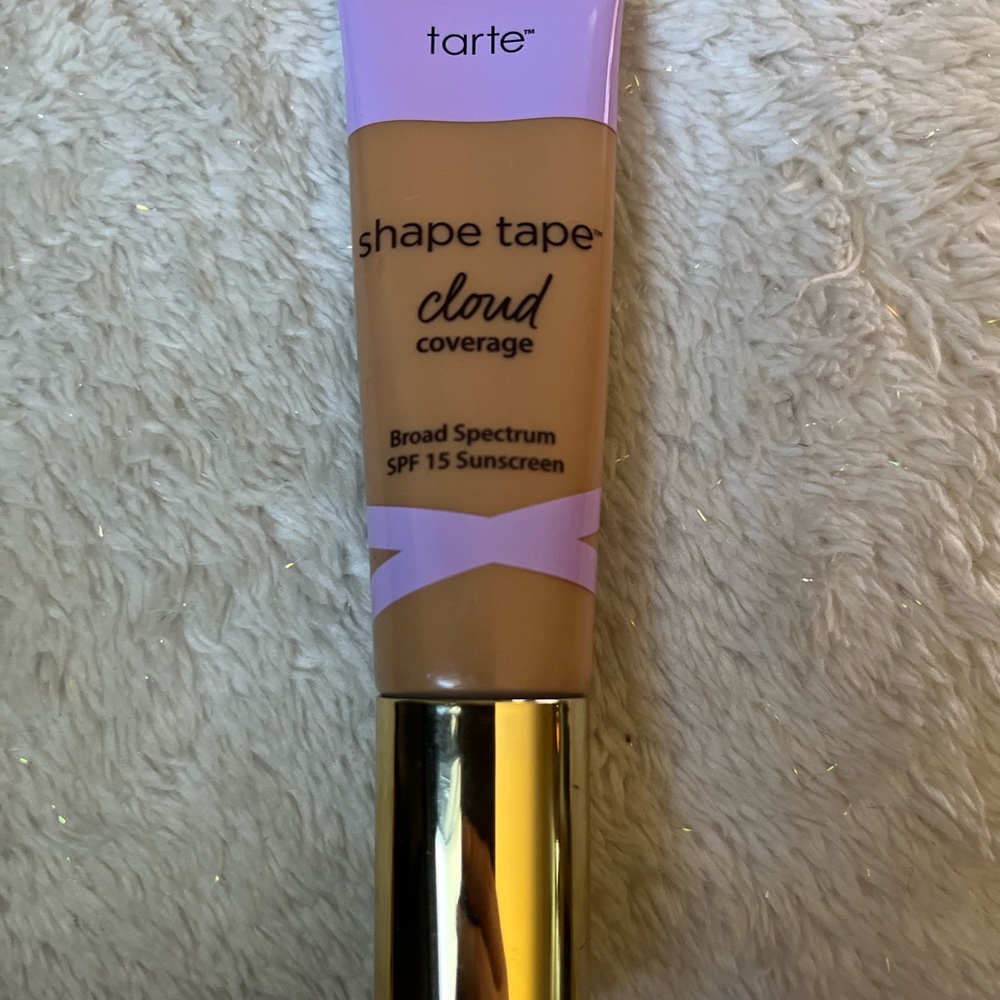 tarte™
shape tape™
cloud
coverage
Broad Spectrum
SPF 15 Sunscreen